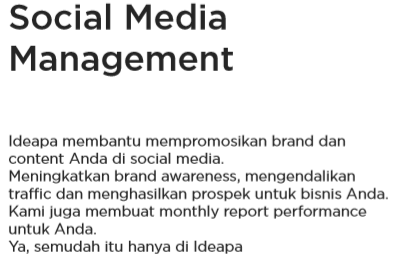 Social Media
Management
Ideapa membantu mempromosikan brand dan
content Anda di social media.
Meningkatkan brand awareness, mengendalikan
traffic dan menghasilkan prospek untuk bisnis Anda.
Kami juga membuat monthly report performance
untuk Anda.
Ya, semudah itu hanya di Ideapa